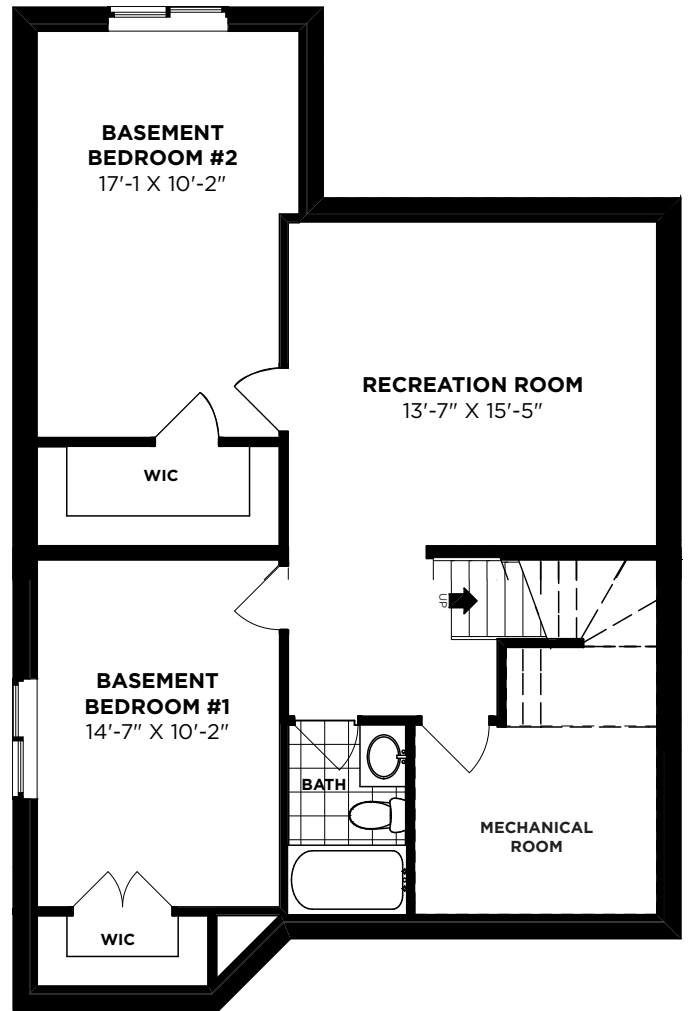 BASEMENT
BEDROOM #2
17'-1 X 10'-2"
RECREATION ROOM
13'-7" X 15'-5"
WIC
UP
BASEMENT
BEDROOM #1
14'-7" X 10'-2"
BATH
MECHANICAL
ROOM
WIC